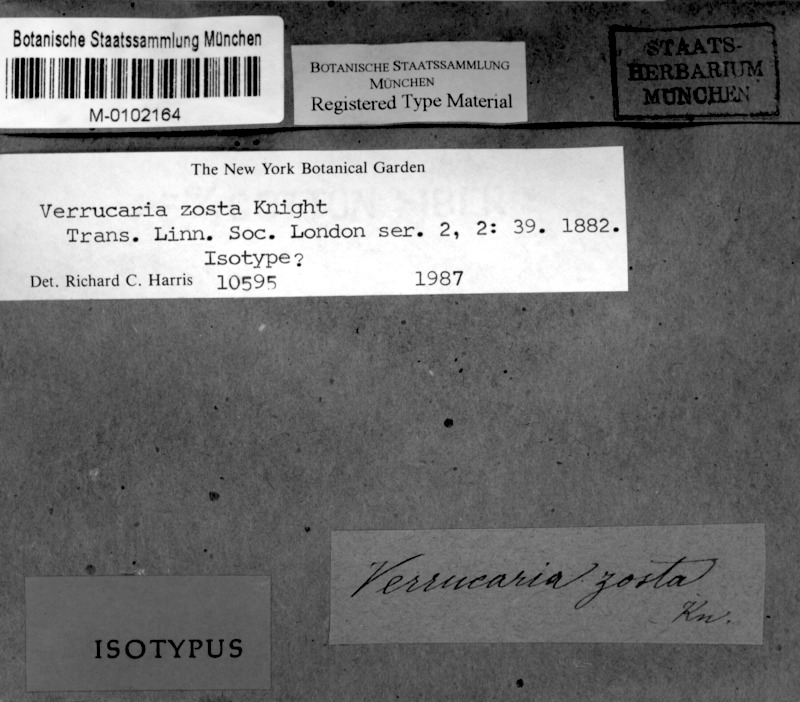 Botanische Staatssammlung München
M-0102164
BOTANISCHE STAATSSAMMLUNG
MÜNCHEN
Registered Type Material
STAATS-
HERBARIUM
MÜNCHEN
The New York Botanical Garden
Verrucaria zosta Knight
Trans. Linn. Soc. London ser. 2, 2: 39. 1882.
Isotype?
Det. Richard C. Harris 10595 1987
Verrucaria zosta
Kn.
ISOTYPUS